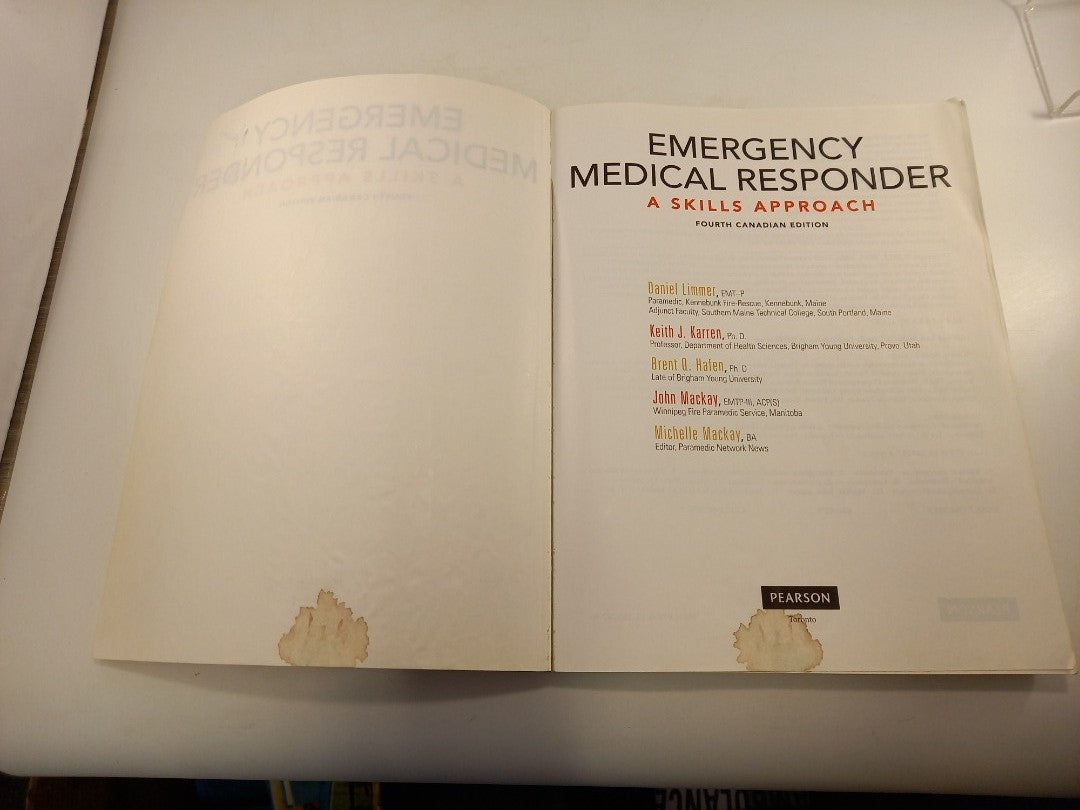 EMERGENCY
MEDICAL RESPONDER
A SKILLS APPROACH
FOURTH CANADIAN EDITION
Daniel Limmer, EMT-P
Paramedic, Kennebunk Fire-Rescue, Kennebunk, Maine
Adjunct Faculty, Southern Maine Technical College, South Portland, Maine
Keith J. Karren, Ph. D.
Professor, Department of Health Sciences, Brigham Young University, Provo, Utah
Brent Q. Hafen, Ph. D
Late of Brigham Young University
John Mackay, EMTP-III, ACP(S)
Winnipeg Fire Paramedic Service, Manitoba
Michelle Mackay, BA
Editor, Paramedic Network News
PEARSON
Toronto